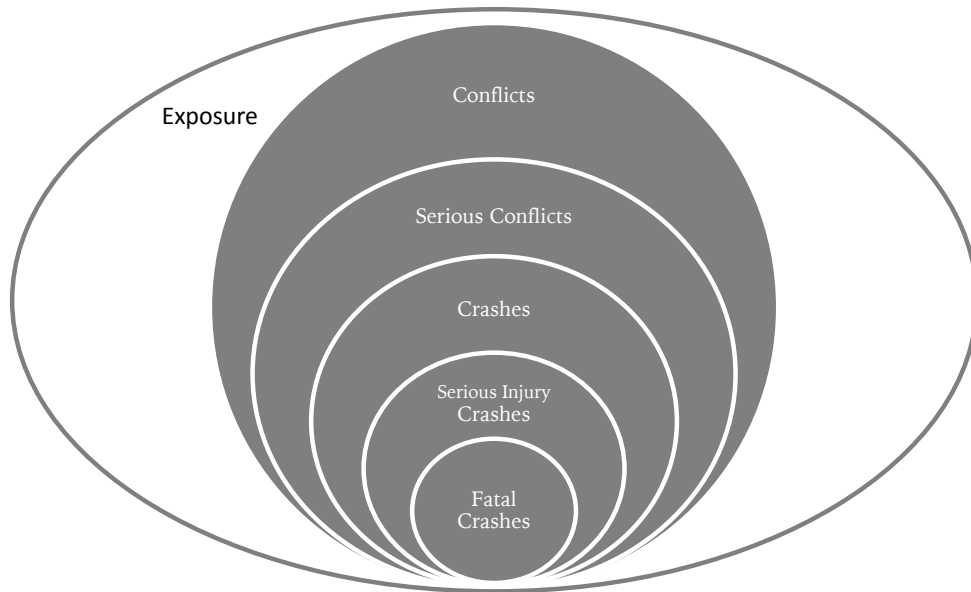 Conflicts
Exposure
Serious Conflicts
Crashes
Serious Injury
Crashes
Fatal
Crashes